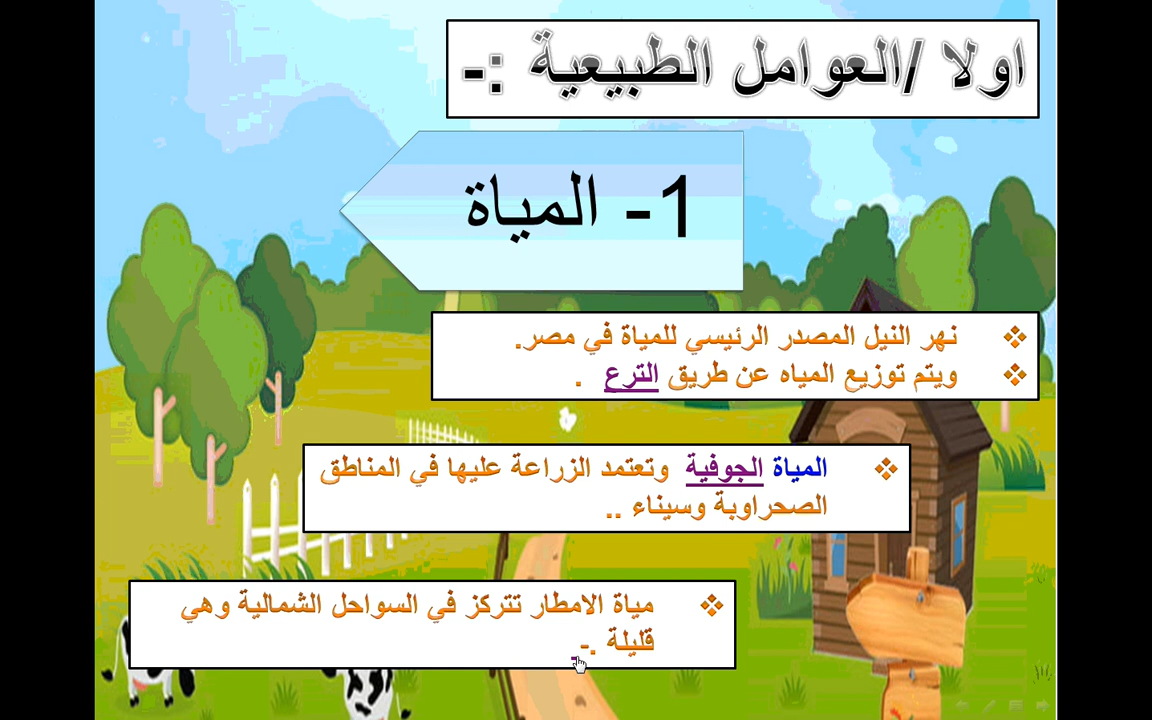 اولا /العوامل الطبيعية :-
1- المياة
❖ نهر النيل المصدر الرئيسي للمياة في مصر.
❖ ويتم توزيع المياه عن طريق الترع .
❖ المياة الجوفية وتعتمد الزراعة عليها في المناطق
الصحراوية وسيناء ..
❖ مياة الامطار تتركز في السواحل الشمالية وهي
قليلة .-